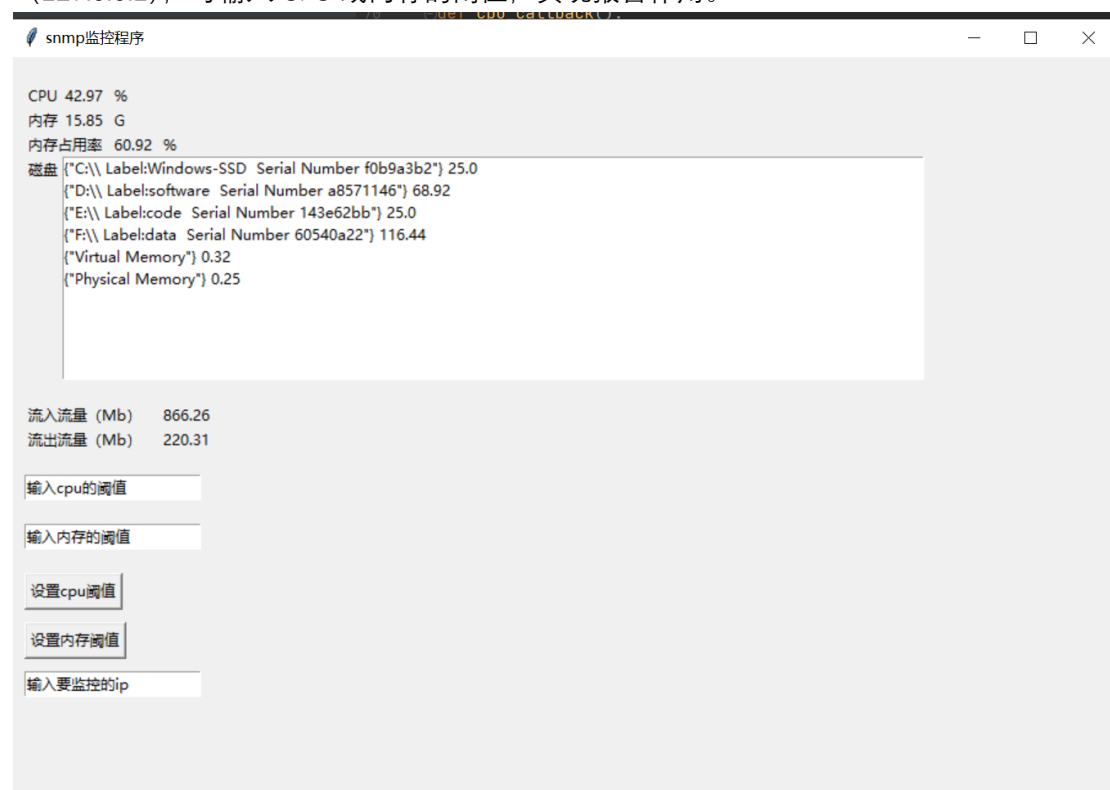 snmp监控程序
CPU 42.97 %
内存 15.85 G
内存占用率 60.92 %
磁盘 {"C:\\ Label:Windows-SSD  Serial Number f0b9a3b2"} 25.0
{"D:\\ Label:software  Serial Number a8571146"} 68.92
{"E:\\ Label:code  Serial Number 143e62bb"} 25.0
{"F:\\ Label:data  Serial Number 60540a22"} 116.44
{"Virtual Memory"} 0.32
{"Physical Memory"} 0.25
流入流量（Mb） 866.26
流出流量（Mb） 220.31
输入cpu的阈值
输入内存的阈值
设置cpu阈值
设置内存阈值
输入要监控的ip